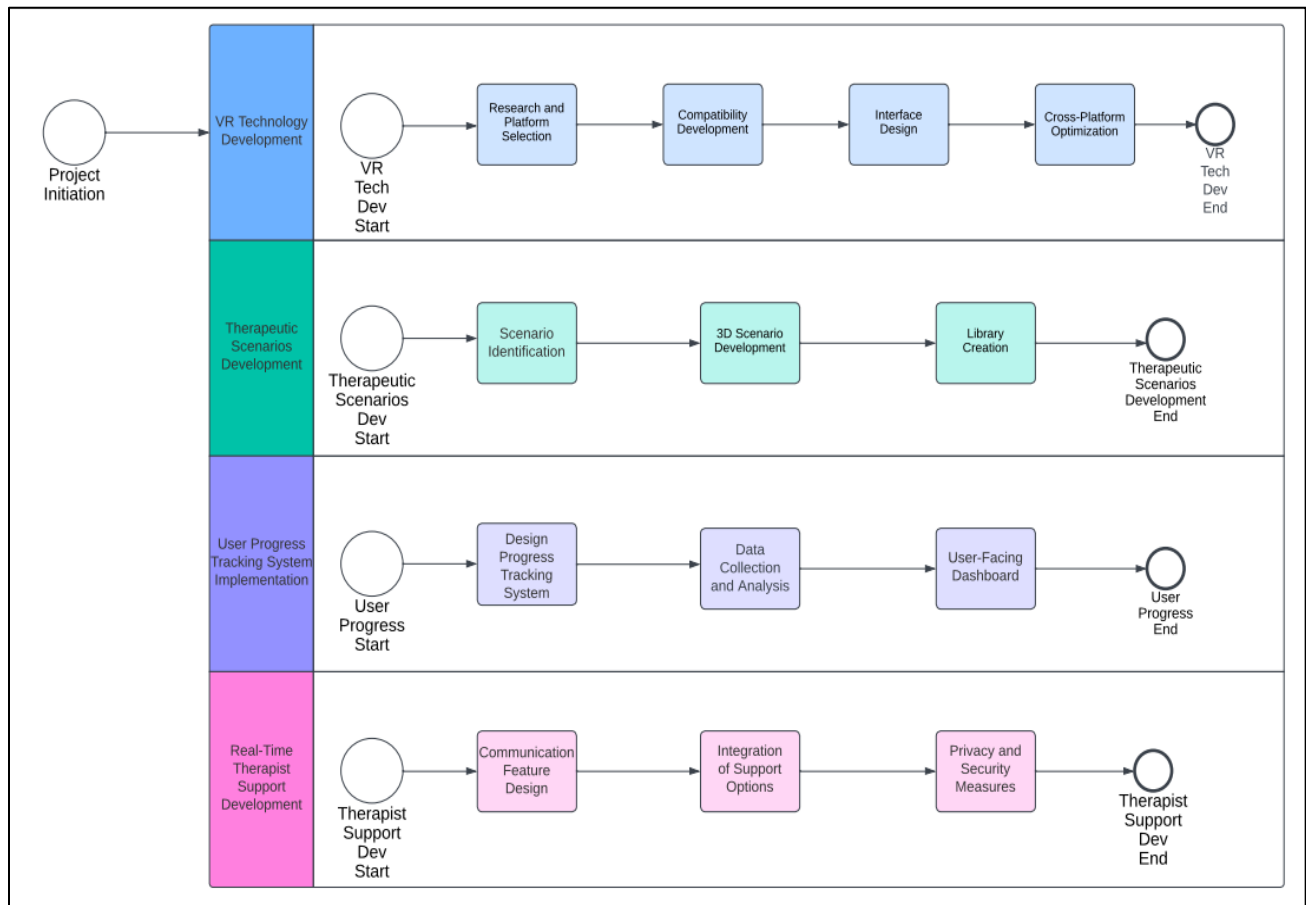 Project
Initiation
VR Technology
Development
VR
Tech
Dev
Start
Research and
Platform
Selection
Compatibility
Development
Interface
Design
Cross-Platform
Optimization
VR
Tech
Dev
End
Therapeutic
Scenarios
Development
Therapeutic
Scenarios
Dev
Start
Scenario
Identification
3D Scenario
Development
Library
Creation
Therapeutic
Scenarios
Development
End
User Progress
Tracking System
Implementation
User
Progress
Start
Design
Progress
Tracking
System
Data
Collection
and Analysis
User-Facing
Dashboard
User
Progress
End
Real-Time
Therapist
Support
Development
Therapist
Support
Dev
Start
Communication
Feature
Design
Integration
of Support
Options
Privacy and
Security
Measures
Therapist
Support
Dev
End